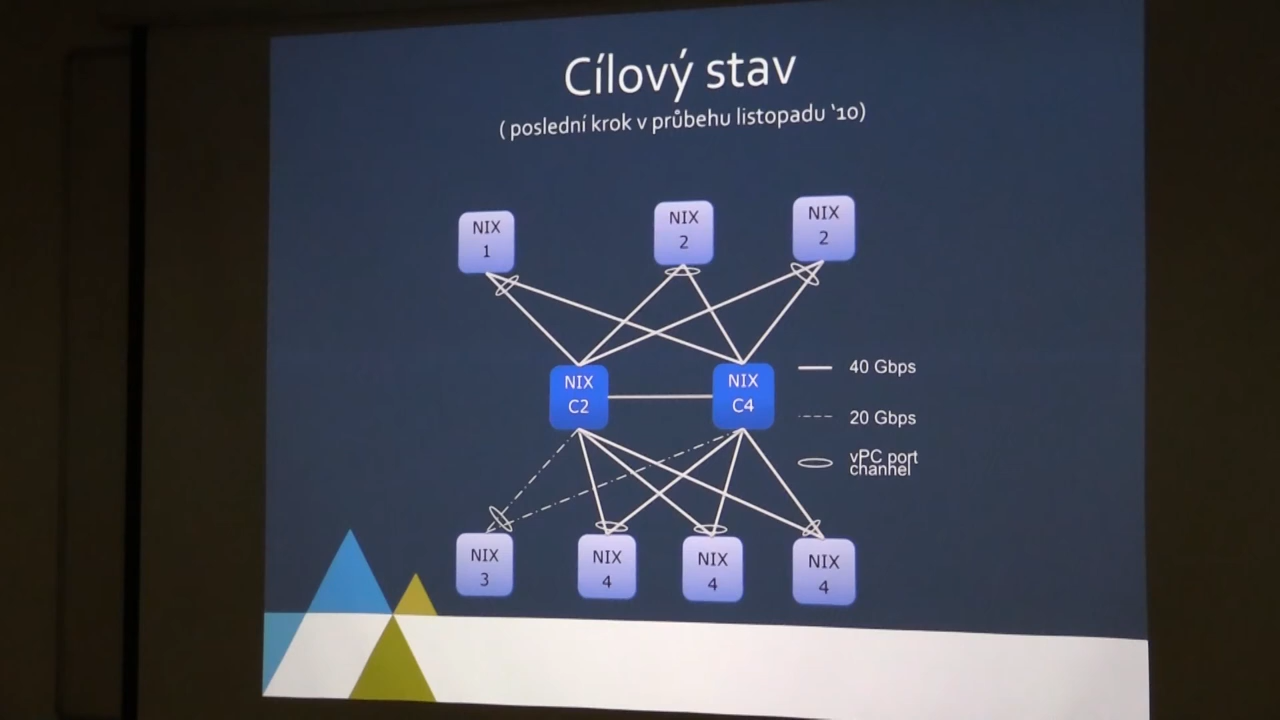 Cílový stav
( poslední krok v průbehu listopadu ‘10)
NIX
1
NIX
2
NIX
2
NIX
C2
NIX
C4
40 Gbps
20 Gbps
vPC port
channel
NIX
3
NIX
4
NIX
4
NIX
4